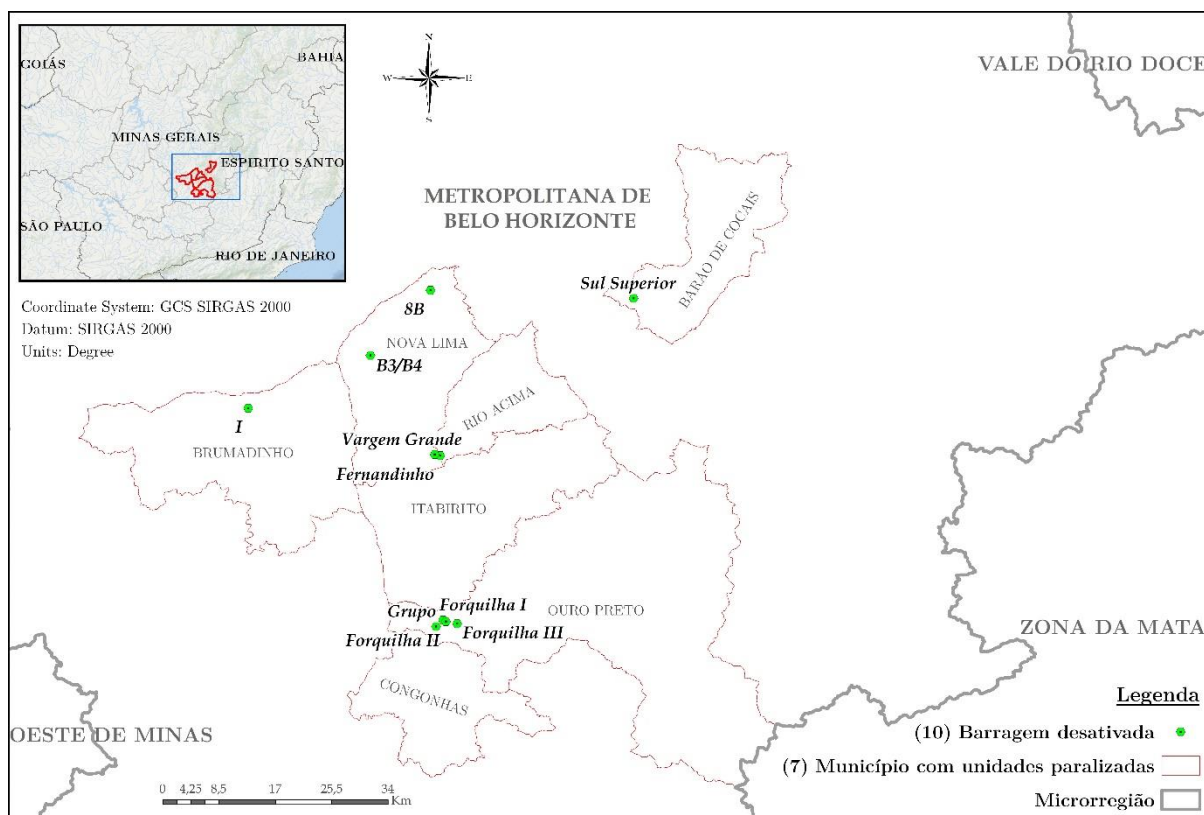 GOIÁS
BAHIA
MINAS GERAIS
ESPIRITO SANTO
SÃO PAULO
RIO DE JANEIRO
N
W E
S
VALE DO RIO DOCE
Coordinate System: GCS SIRGAS 2000
Datum: SIRGAS 2000
Units: Degree
METROPOLITANA DE
BELO HORIZONTE
BARÃO DE COCAIS
Sul Superior
8B
NOVA LIMA
B3/B4
RIO ACIMA
I
BRUMADINHO
Vargem Grande
Fernandinho
ITABIRITO
Grupo
Forquilha I
OURO PRETO
Forquilha II
Forquilha III
CONGONHAS
ZONA DA MATA
OESTE DE MINAS
Legenda
(10) Barragem desativada
(7) Município com unidades paralizadas
Microrregião
0 4,25 8,5 17 25,5 34
Km